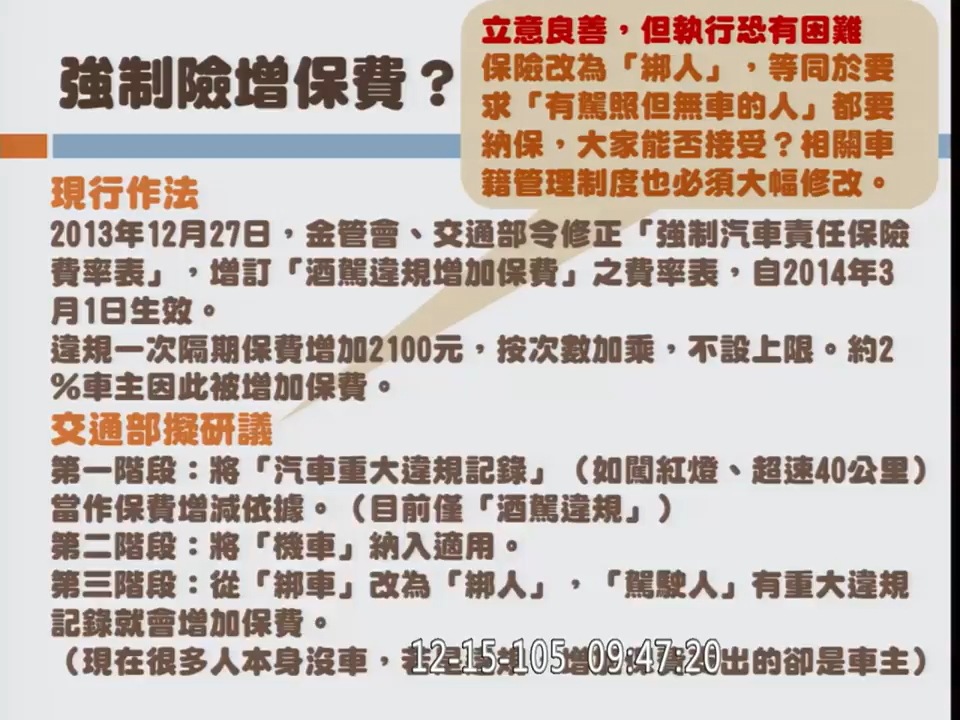 強制險增保費？
立意良善，但執行恐有困難
保險改為「綁人」，等同於要
求「有駕照但無車的人」都要
納保，大家能否接受？相關車
籍管理制度也必須大幅修改。
現行作法
2013年12月27日，金管會、交通部令修正「強制汽車責任保險
費率表」，增訂「酒駕違規增加保費」之費率表，自2014年3
月1日生效。
違規一次隔期保費增加2100元，按次數加乘，不設上限。約2
%車主因此被增加保費。
交通部擬研議
第一階段：將「汽車重大違規記錄」（如闖紅燈、超速40公里）
當作保費增減依據。（目前僅「酒駕違規」）
第二階段：將「機車」納入適用。
第三階段：從「綁車」改為「綁人」，「駕駛人」有重大違規
記錄就會增加保費。
（現在很多人本身沒車，出的卻是車主）
12-15-105 09:47:20